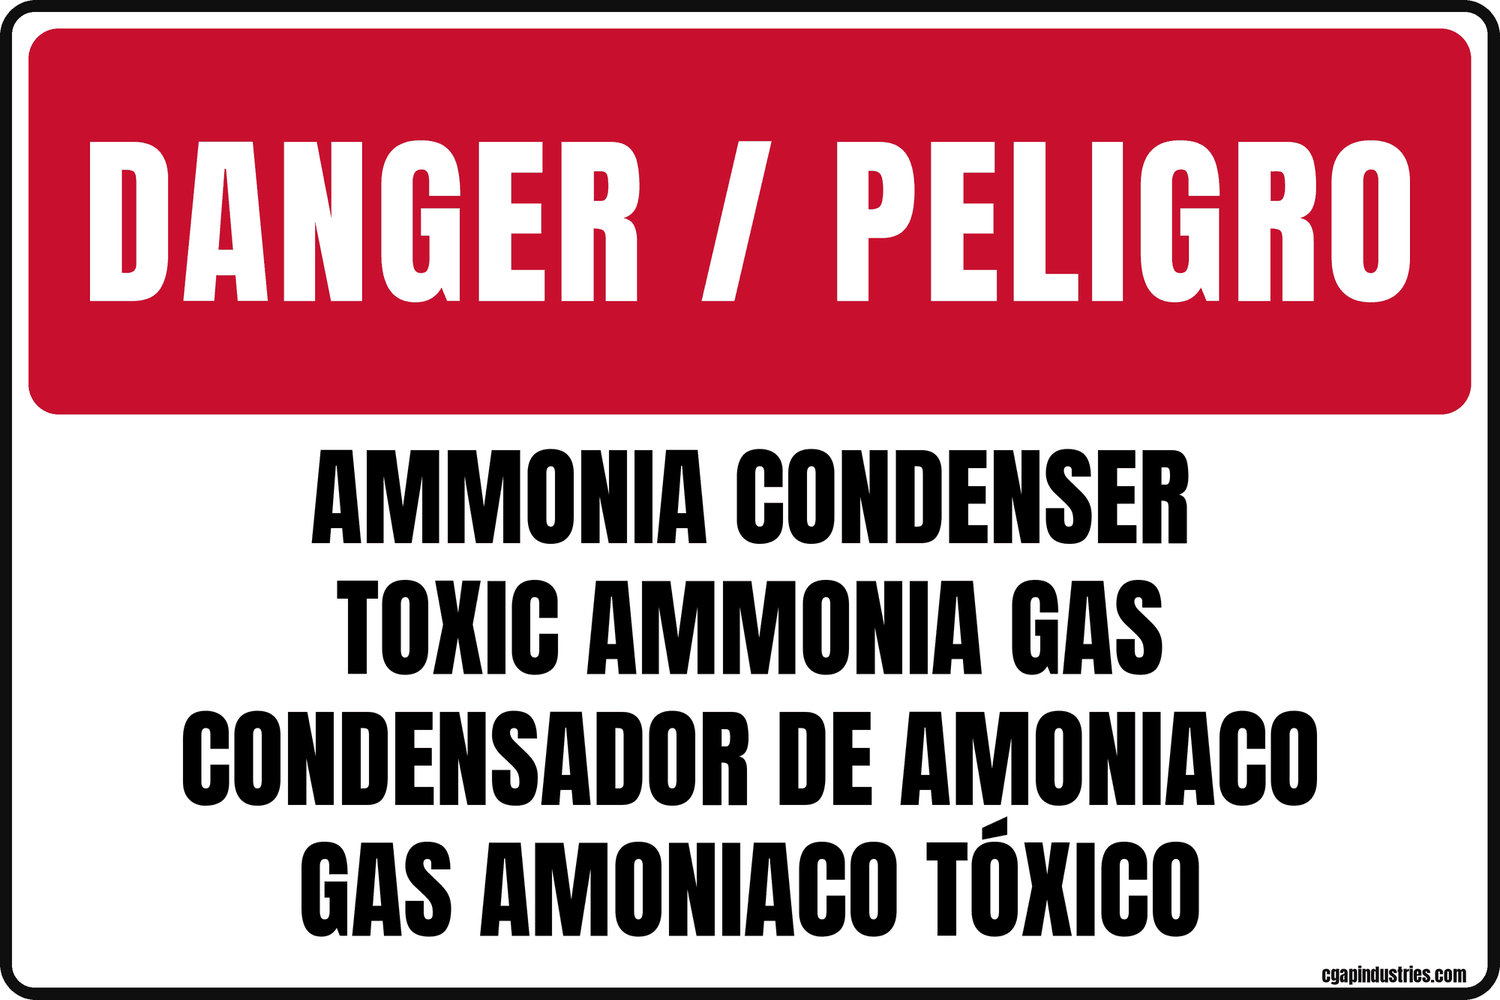 DANGER / PELIGRO
AMMONIA CONDENSER
TOXIC AMMONIA GAS
CONDENSADOR DE AMONIACO
GAS AMONIACO TÓXICO
cgapindustries.com